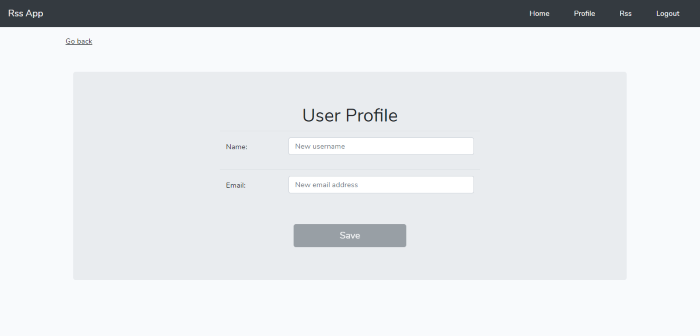 Rss App
Home Profile Rss Logout
Go back
User Profile
Name: New username
Email: New email address
Save